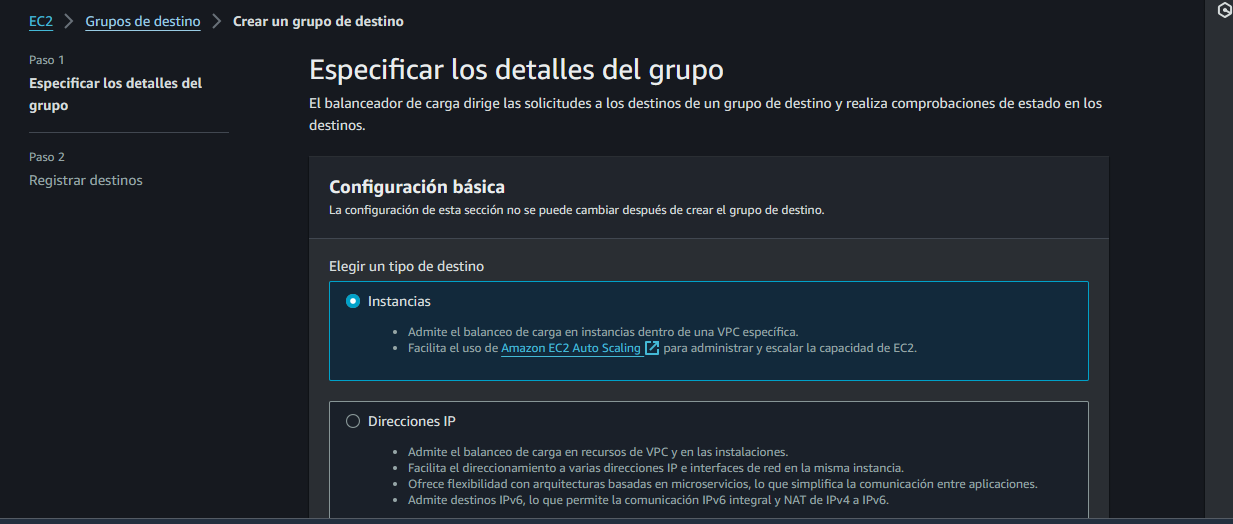 EC2 > Grupos de destino > Crear un grupo de destino
Paso 1
Especificar los detalles del
grupo
Paso 2
Registrar destinos
Especificar los detalles del grupo
El balanceador de carga dirige las solicitudes a los destinos de un grupo de destino y realiza comprobaciones de estado en los
destinos.
Configuración básica
La configuración de esta sección no se puede cambiar después de crear el grupo de destino.
Elegir un tipo de destino
Instancias
• Admite el balanceo de carga en instancias dentro de una VPC específica.
• Facilita el uso de Amazon EC2 Auto Scaling para administrar y escalar la capacidad de EC2.
Direcciones IP
• Admite el balanceo de carga en recursos de VPC y en las instalaciones.
• Facilita el direccionamiento a varias direcciones IP e interfaces de red en la misma instancia.
• Ofrece flexibilidad con arquitecturas basadas en microservicios, lo que simplifica la comunicación entre aplicaciones.
• Admite destinos IPv6, lo que permite la comunicación IPv6 integral y NAT de IPv4 a IPv6.